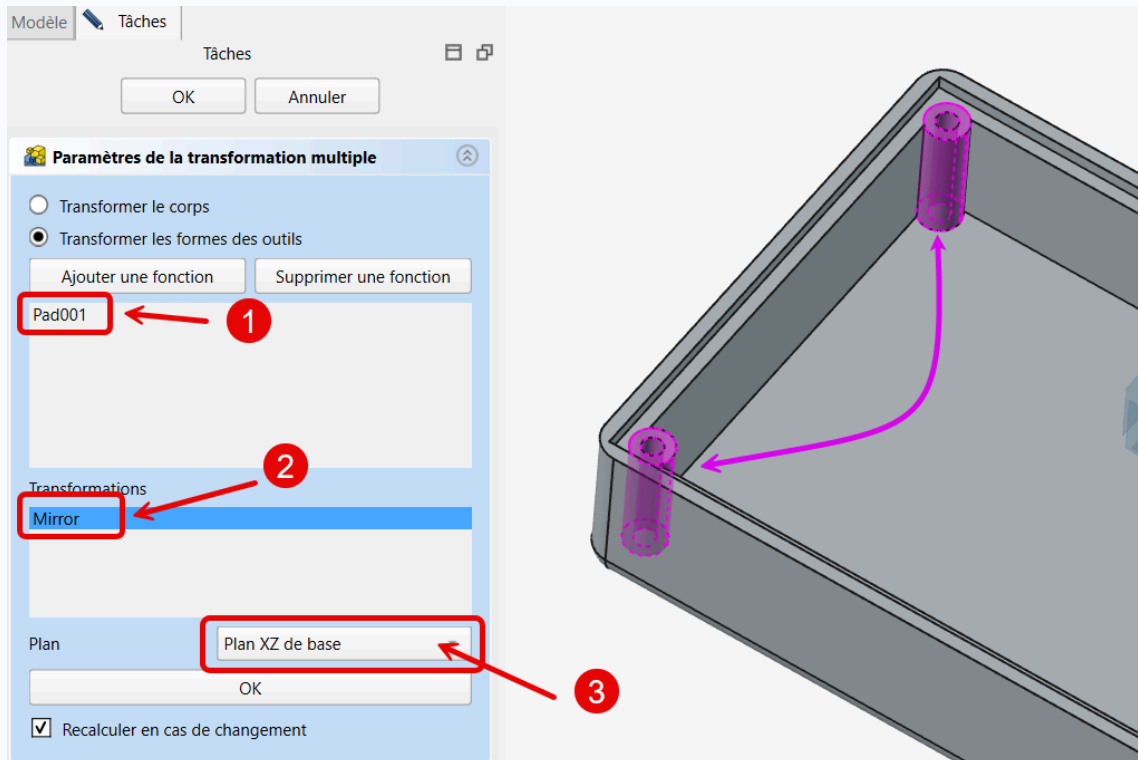 Modèle
Tâches
Tâches
OK
Annuler
Paramètres de la transformation multiple
Transformer le corps
Transformer les formes des outils
Ajouter une fonction
Supprimer une fonction
Pad001
1
2
Transformations
Mirror
Plan
Plan XZ de base
3
OK
Recalculer en cas de changement